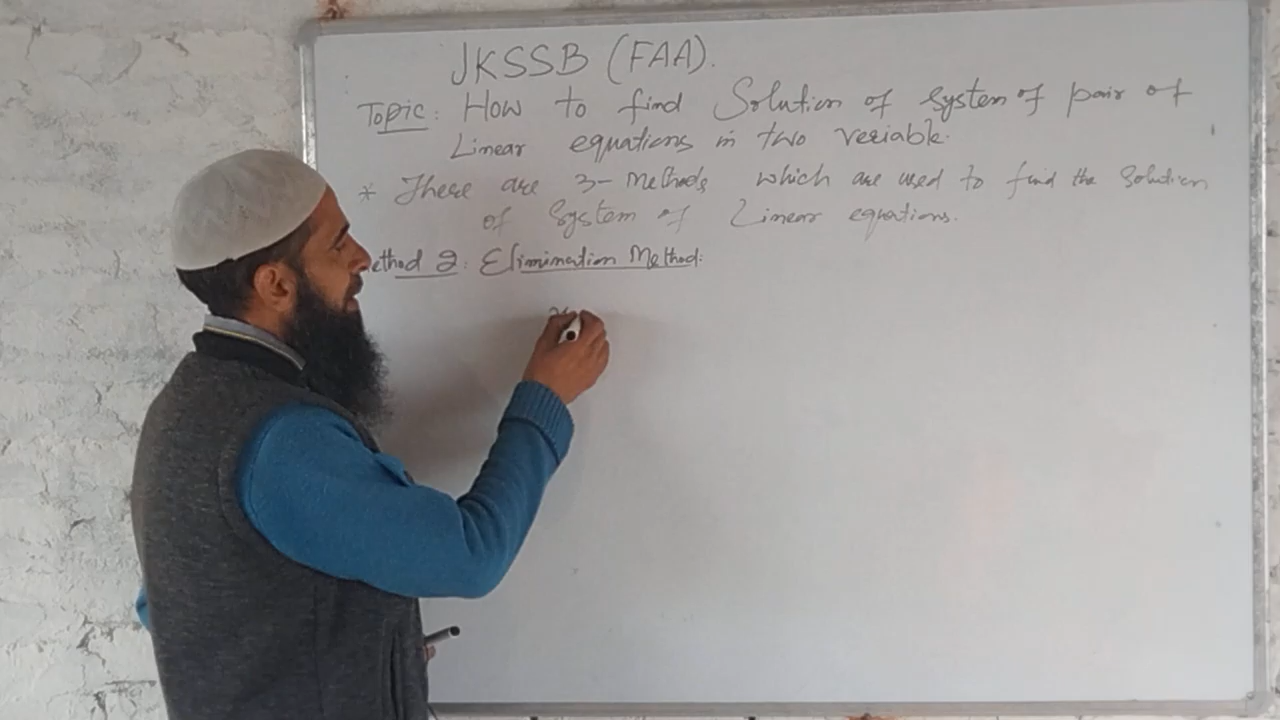 JKSSB (FAA).
Topic: How to find Solution of System of pair of
Linear equations in two veriable.
* There are 3- Methods which are used to find the Solution
of System of Linear equations.
ethod 2: Elimination Method: